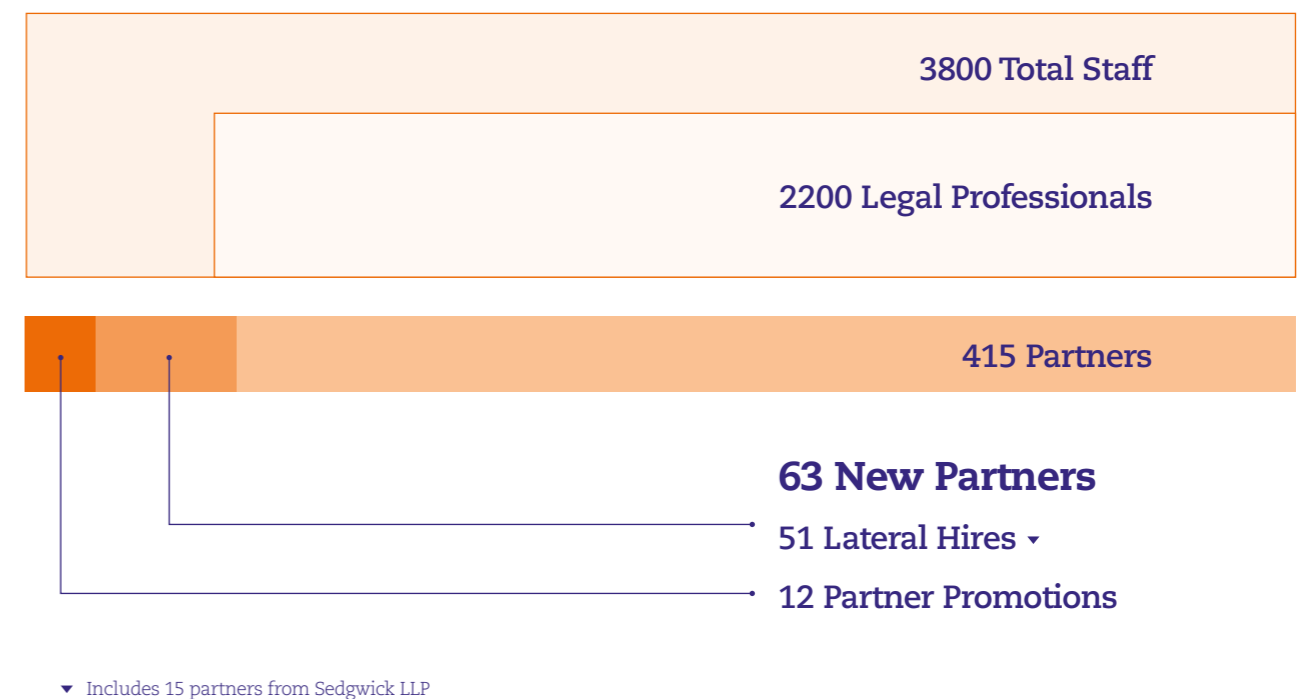 3800 Total Staff
2200 Legal Professionals
415 Partners
63 New Partners
51 Lateral Hires ▾
12 Partner Promotions
▾ Includes 15 partners from Sedgwick LLP